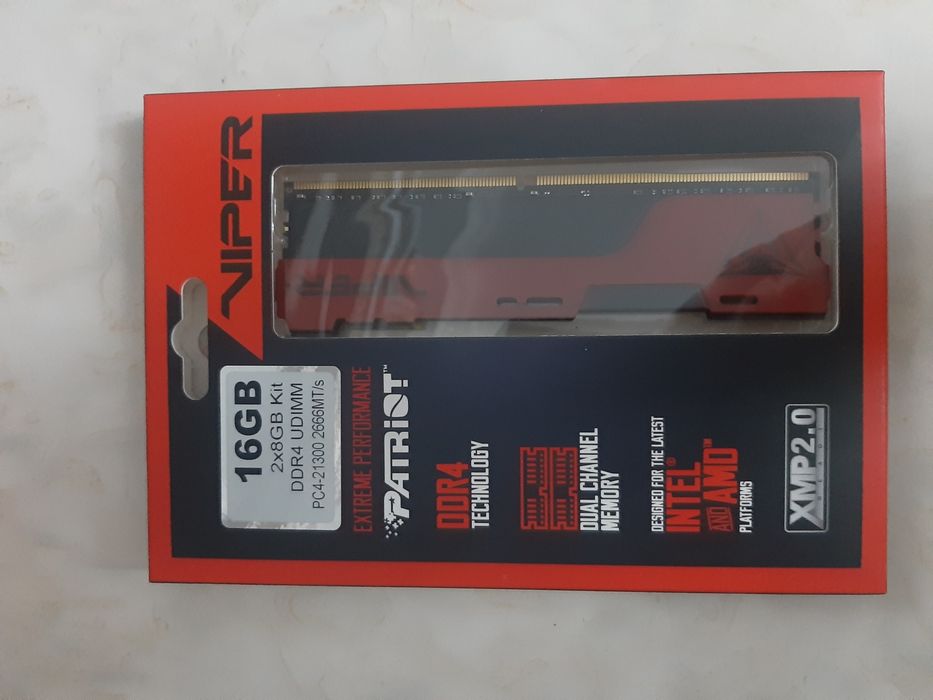 VIPER
16GB
2x8GB Kit
DDR4 UDIMM
PC4-21300 2666MT/s
EXTREME PERFORMANCE
PATRIOT™
DDR4
TECHNOLOGY
DUAL CHANNEL
MEMORY
DESIGNED FOR THE LATEST
INTEL®
AND AMD™
PLATFORMS
XMP2.0